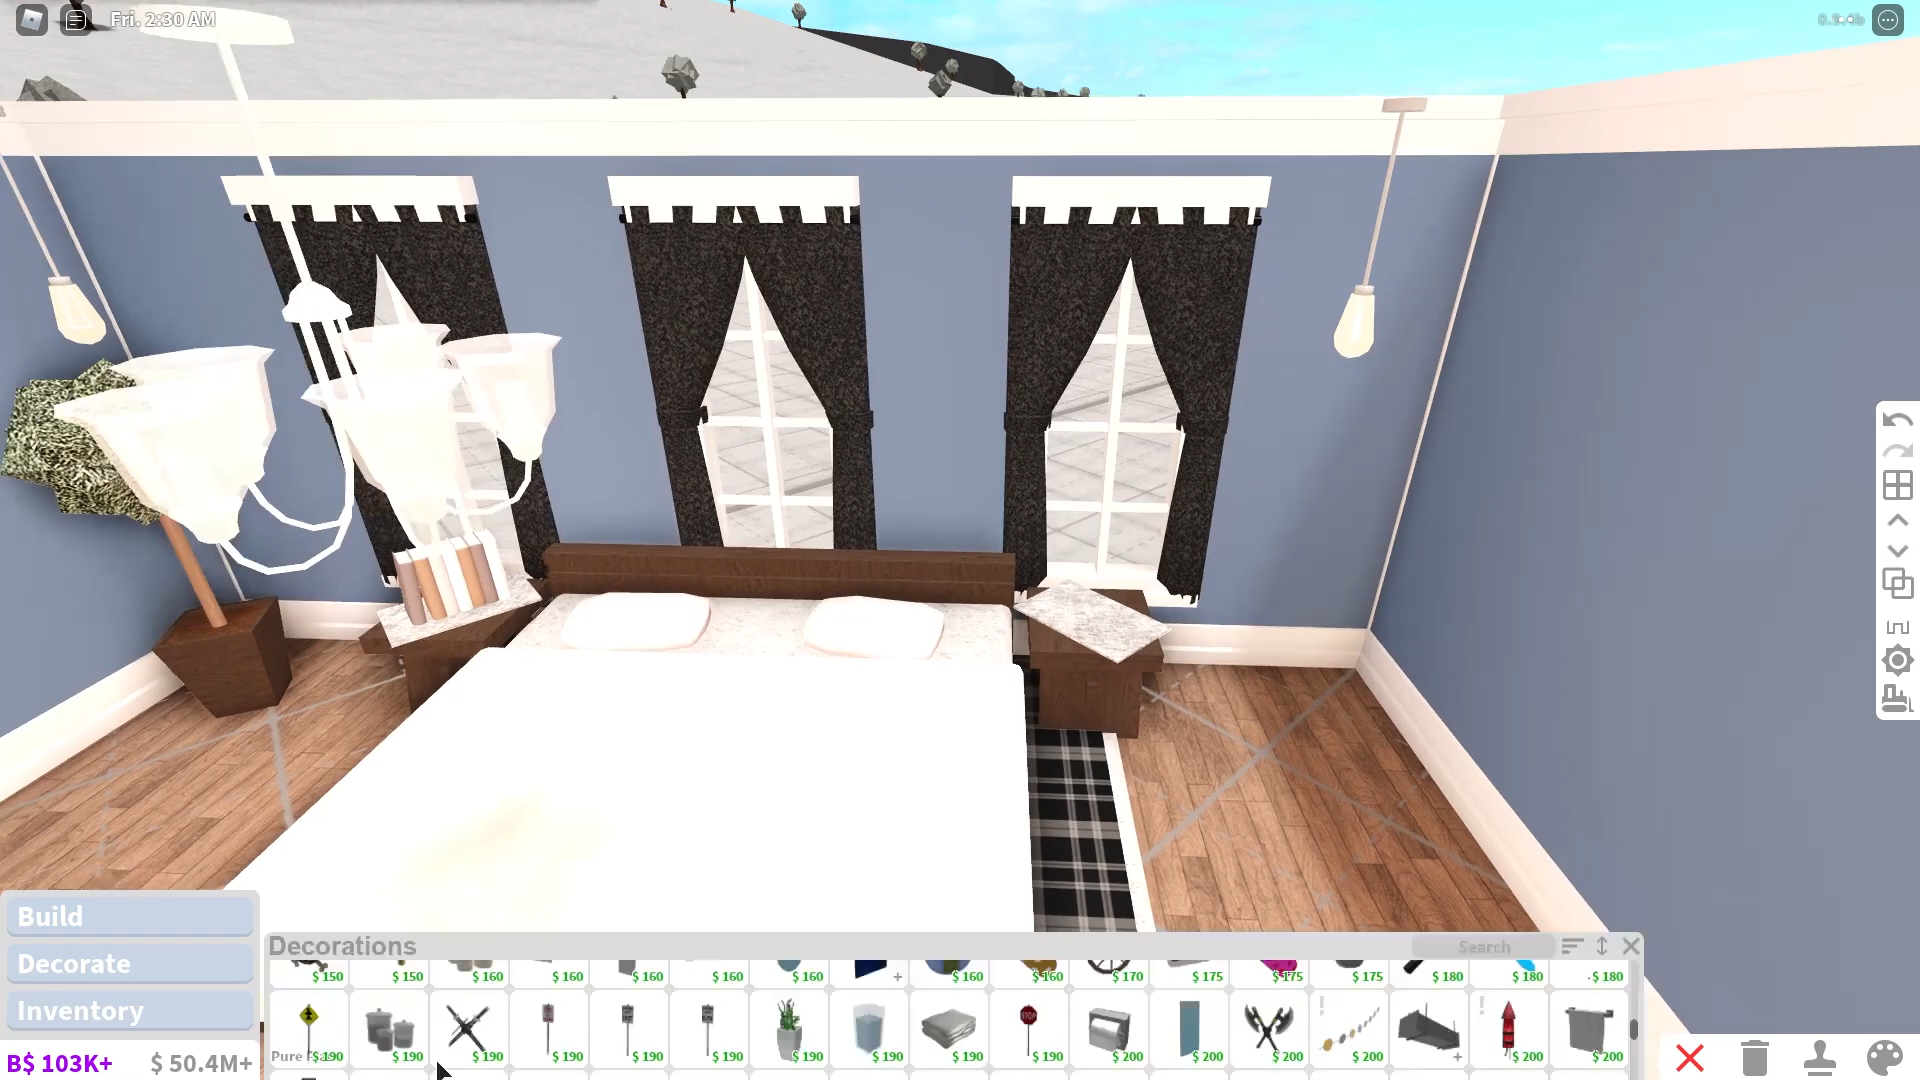 Fri. 2:30 AM
Build
Decorate
Inventory
B$ 103K+
$ 50.4M+
Decorations
Search
$ 150 $ 150 $ 160 $ 160 $ 160 $ 160 $ 160 + $ 160 $ 160 $ 170 $ 175 $ 175 $ 175 $ 180 $ 180 $ 180
STOP
Pure $ 190 $ 190 $ 190 $ 190 $ 190 $ 190 $ 190 $ 190 $ 190 $ 190 $ 200 $ 200 $ 200 $ 200 + $ 200 $ 200